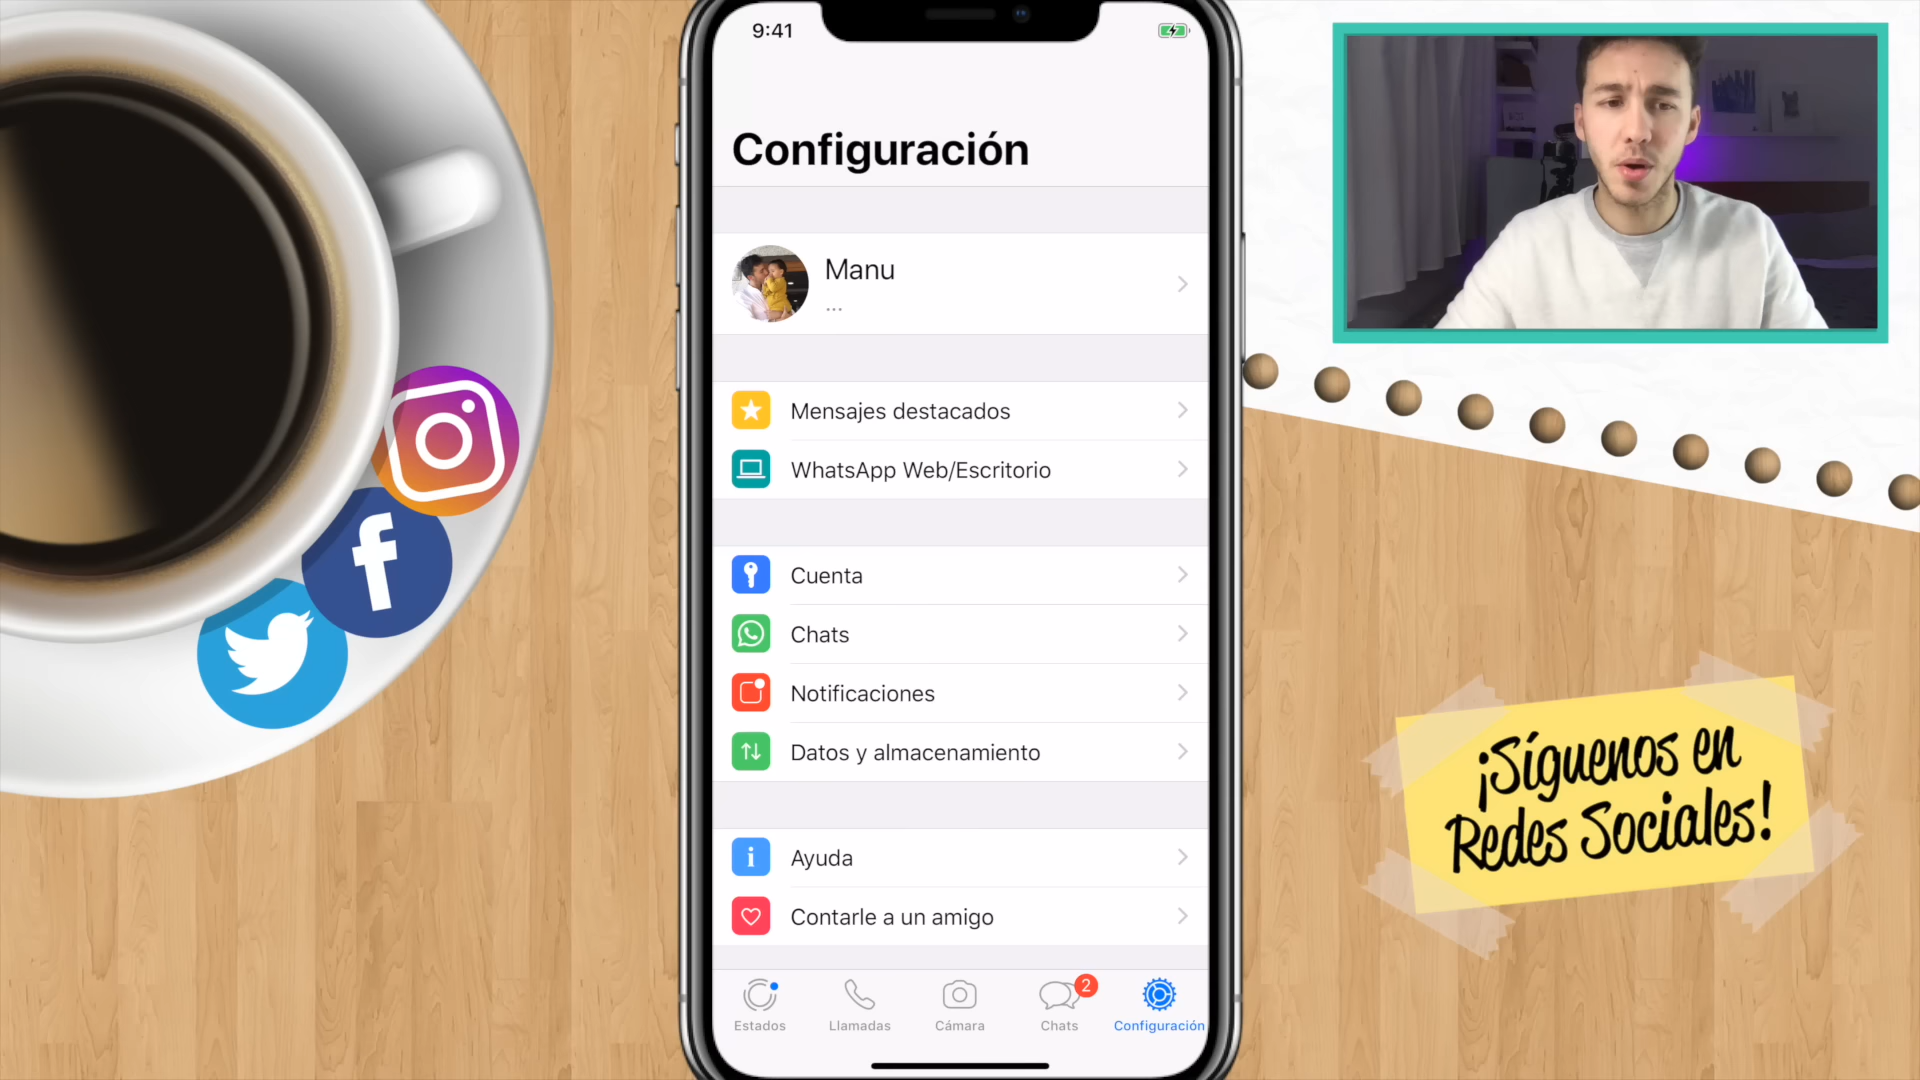 9:41
Configuración
Manu
...
Mensajes destacados
WhatsApp Web/Escritorio
Cuenta
Chats
Notificaciones
Datos y almacenamiento
Ayuda
Contarle a un amigo
2
Estados
Llamadas
Cámara
Chats
Configuración
¡Síguenos en
Redes Sociales!